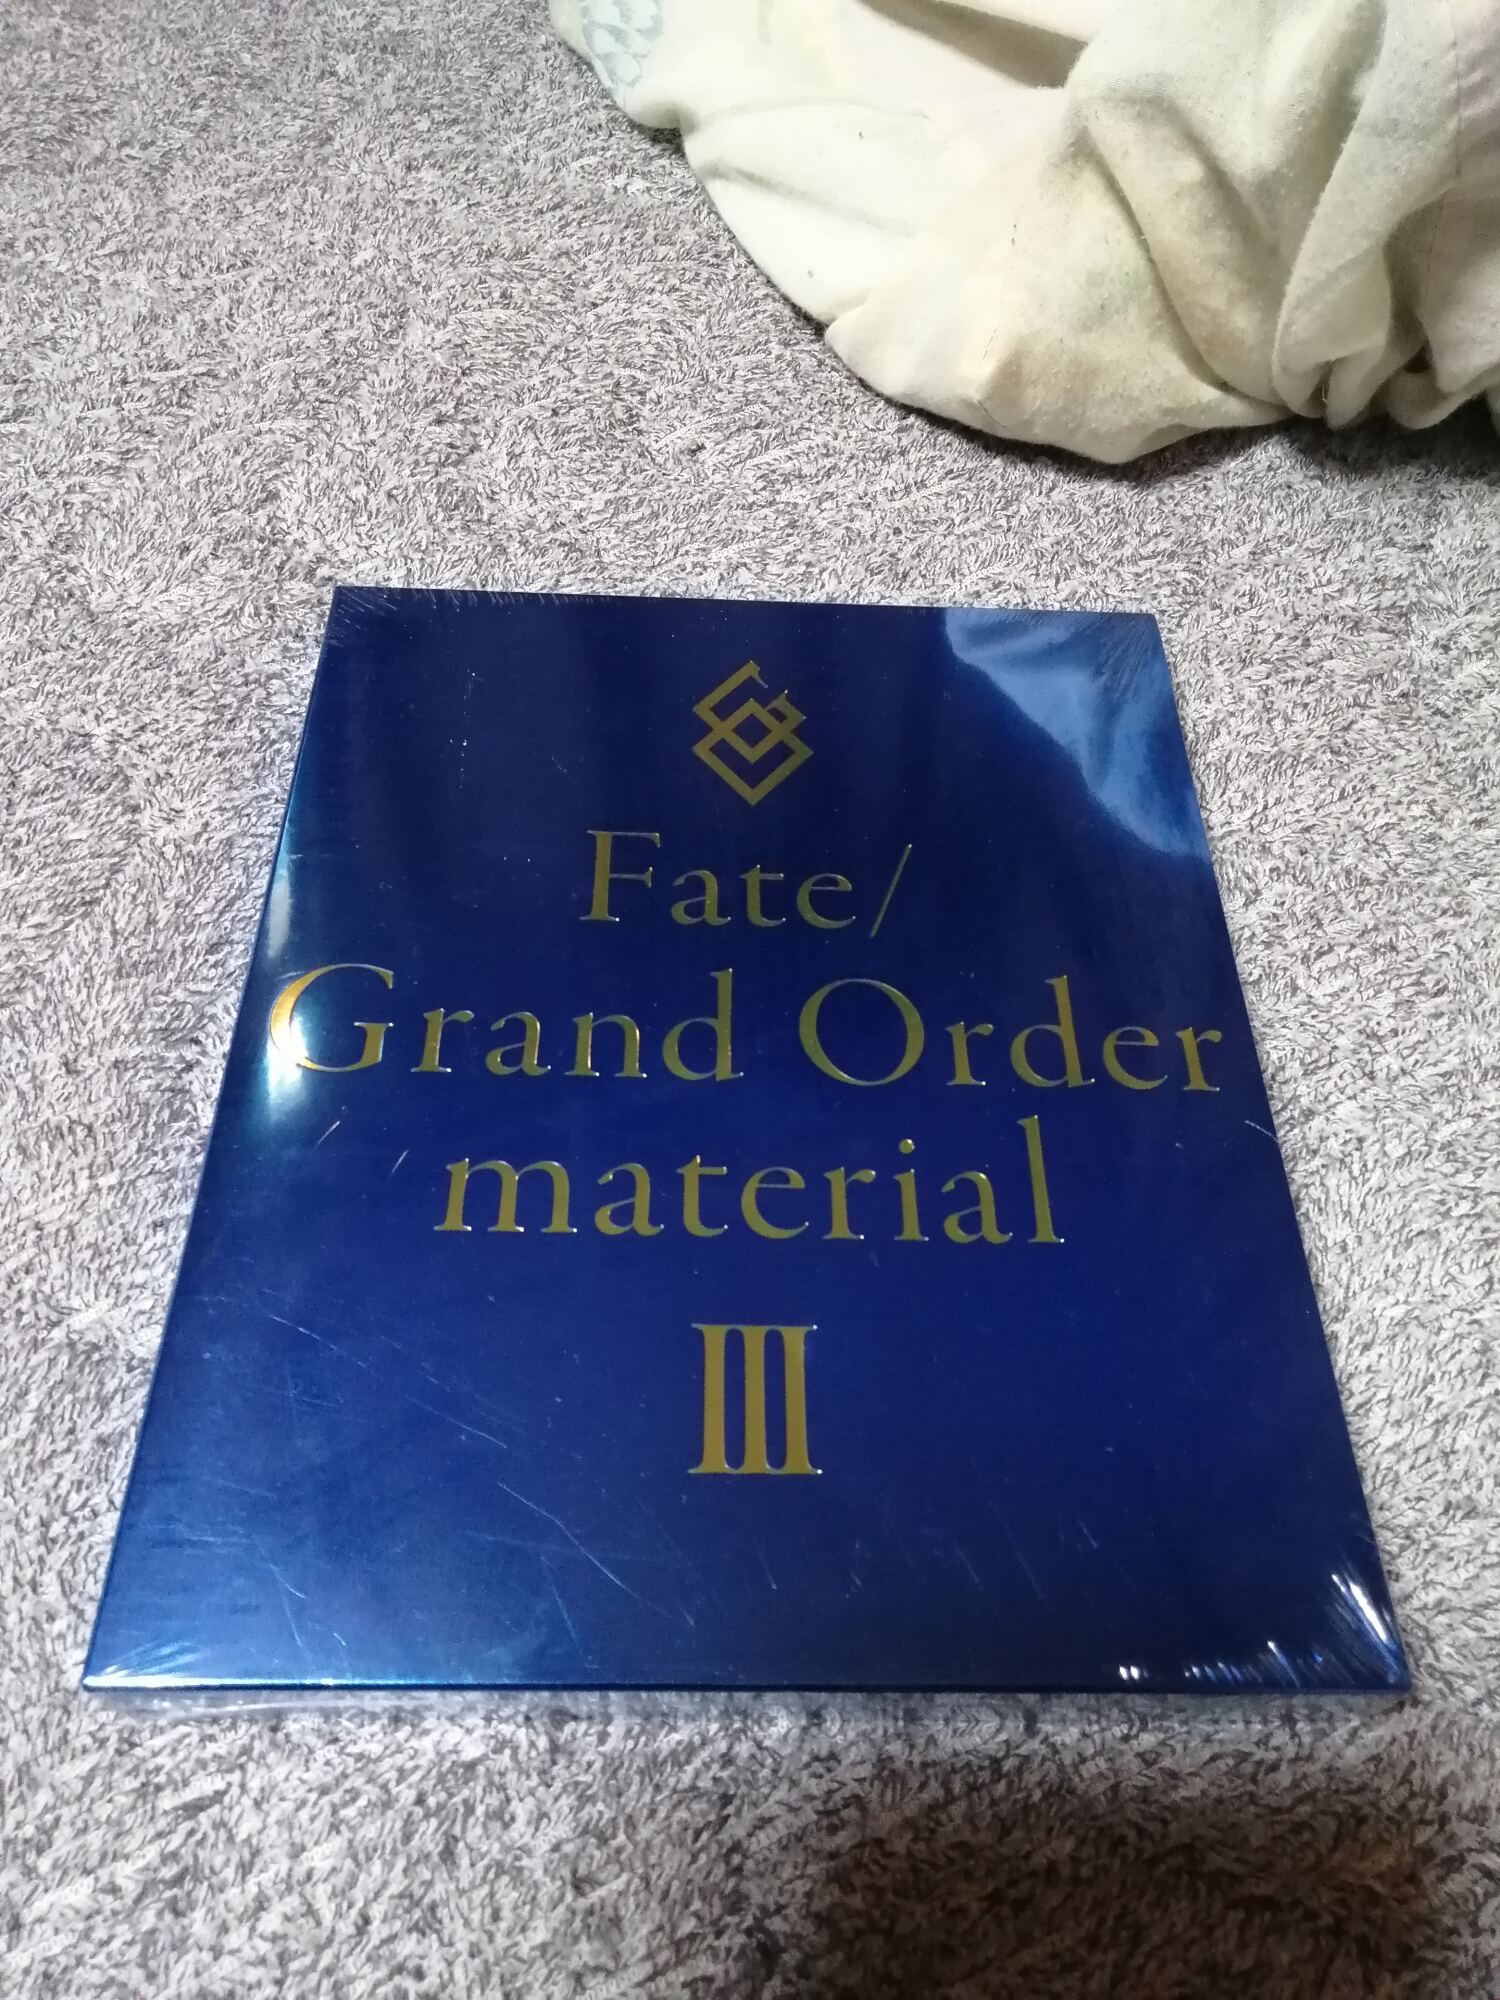 Fate/
Grand Order
material
III